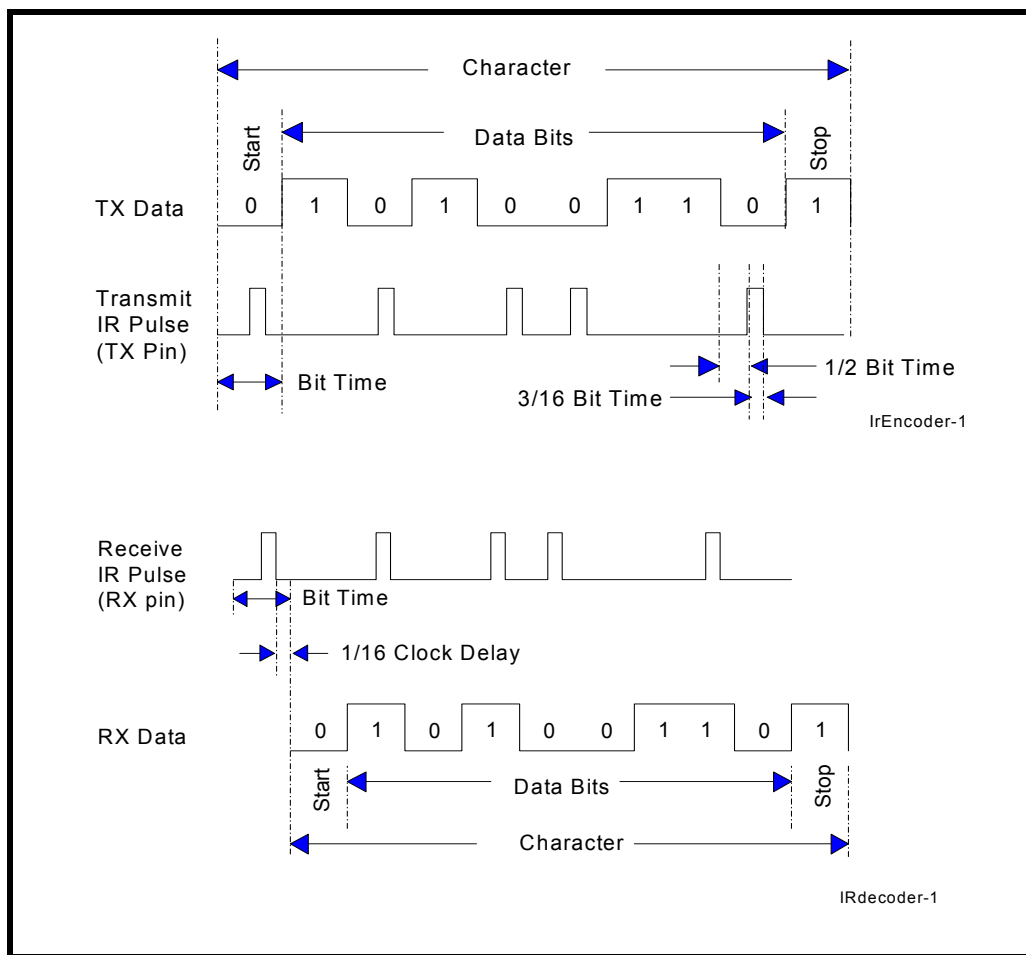 Character
Start
Data Bits
Stop
TX Data
0 1 0 1 0 0 1 1 0 1
Transmit
IR Pulse
(TX Pin)
Bit Time
1/2 Bit Time
3/16 Bit Time
IrEncoder-1
Receive
IR Pulse
(RX pin)
Bit Time
1/16 Clock Delay
RX Data
0 1 0 1 0 0 1 1 0 1
Start
Data Bits
Stop
Character
IRdecoder-1